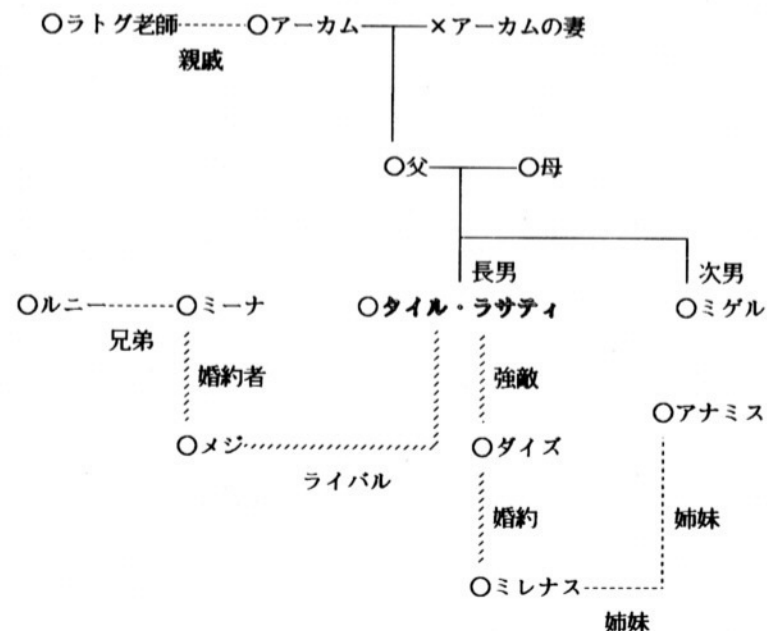 ○ラトグ老師 ○アーカム ×アーカムの妻
親戚
○父 ○母
長男 次男
○ルニー ○ミーナ ○タイル・ラサティ ○ミゲル
兄弟
婚約者 強敵
○アナミス
○メジ ○ダイズ
ライバル
婚約 姉妹
○ミレナス
姉妹